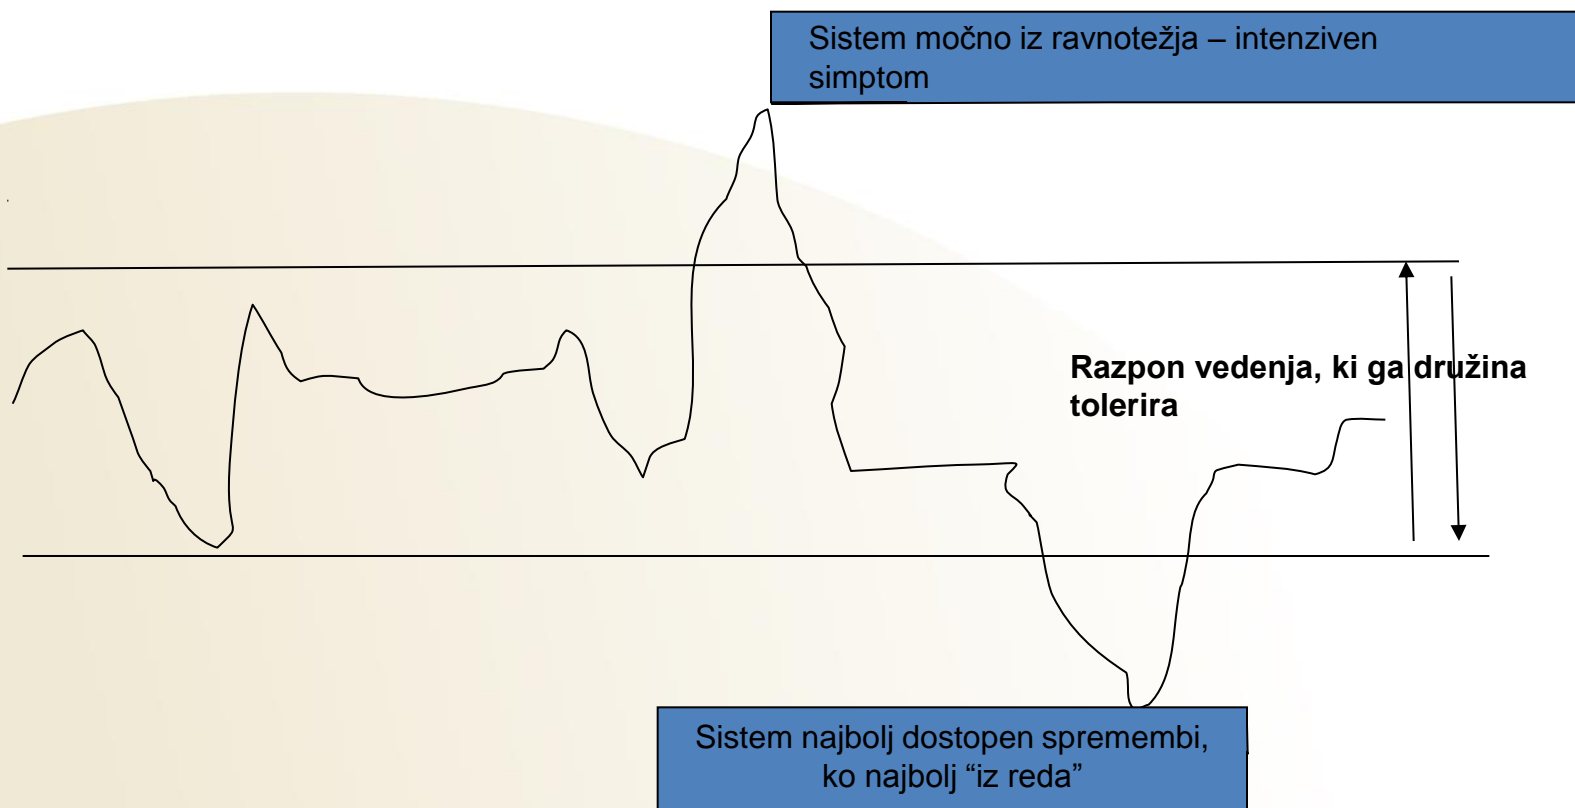 Sistem močno iz ravnotežja – intenziven
simptom
Razpon vedenja, ki ga družina
tolerira
Sistem najbolj dostopen spremembi,
ko najbolj “iz reda”